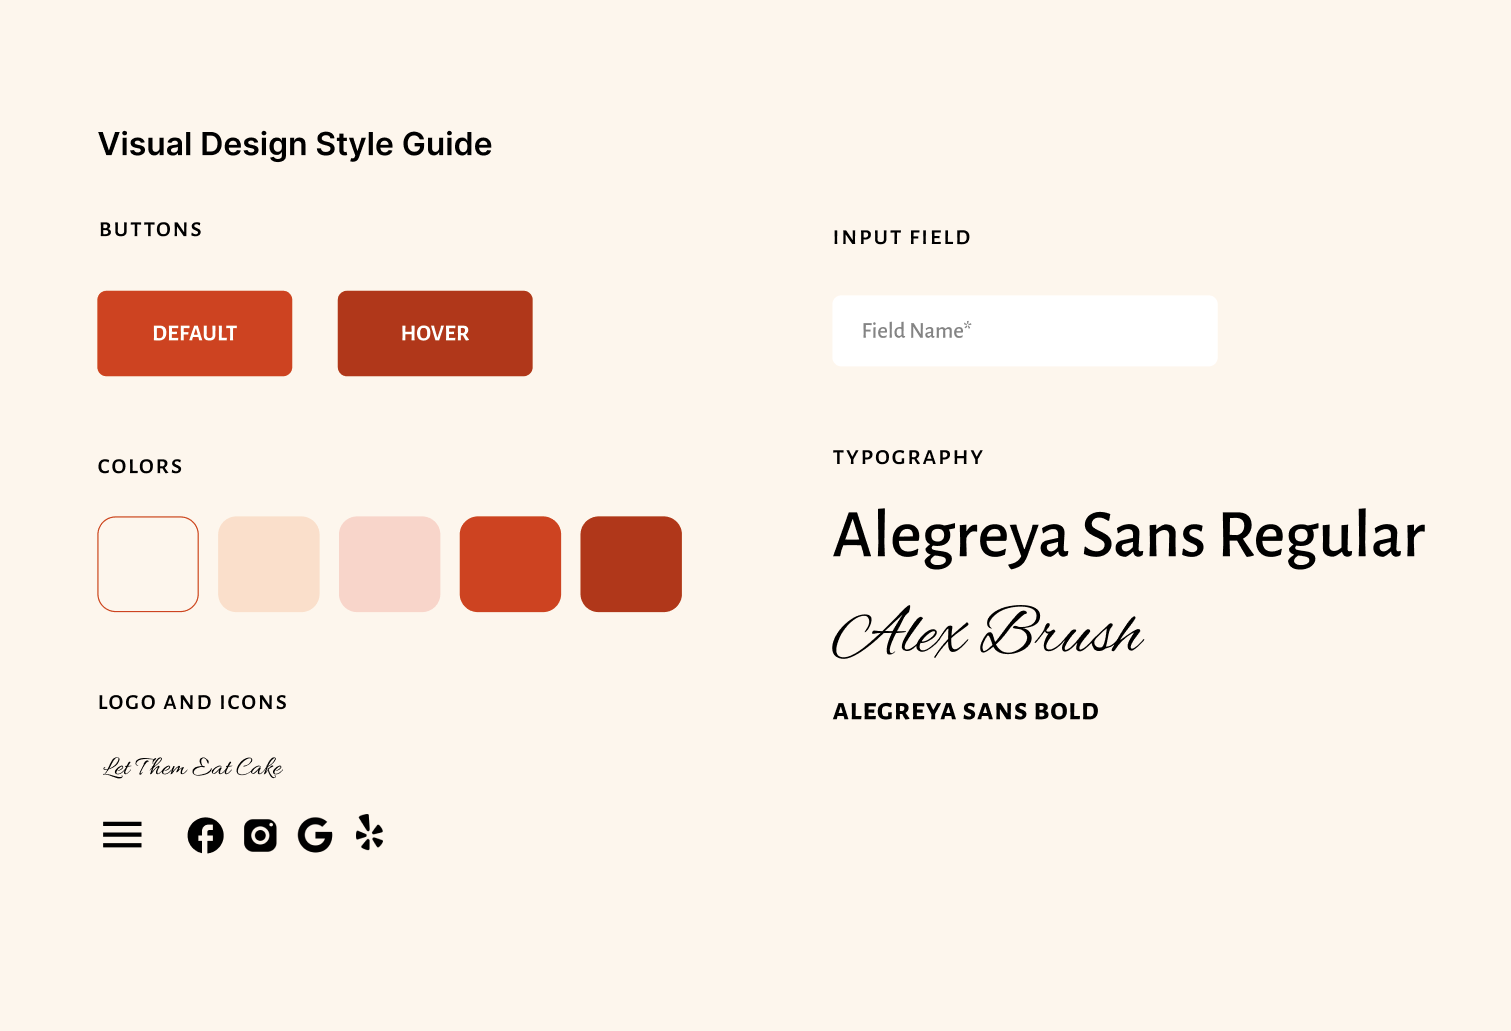 Visual Design Style Guide
BUTTONS
DEFAULT
HOVER
COLORS
LOGO AND ICONS
Let Them Eat Cake
INPUT FIELD
Field Name*
TYPOGRAPHY
Alegreya Sans Regular
Alex Brush
ALEGREYA SANS BOLD